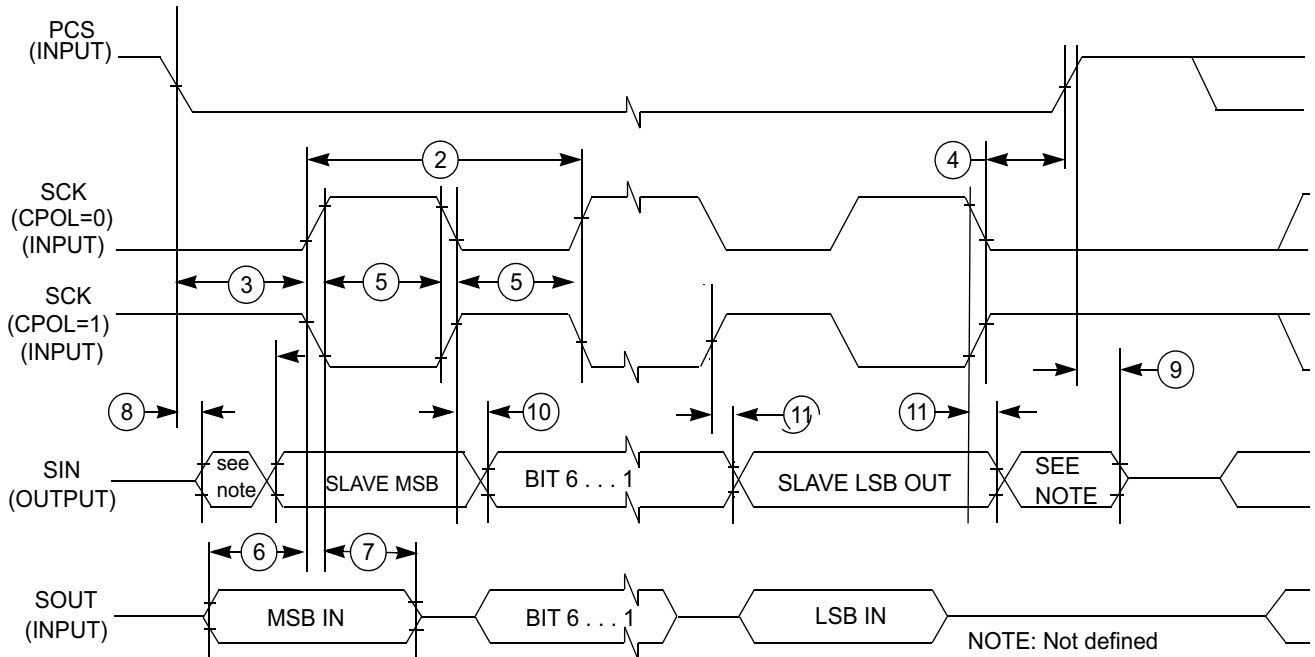 PCS
(INPUT)
2
4
SCK
(CPOL=0)
(INPUT)
3
5
5
SCK
(CPOL=1)
(INPUT)
8
10
11
11
9
SIN
(OUTPUT)
see
note
SLAVE MSB
BIT 6 . . . 1
SLAVE LSB OUT
SEE
NOTE
6
7
SOUT
(INPUT)
MSB IN
BIT 6 . . . 1
LSB IN
NOTE: Not defined